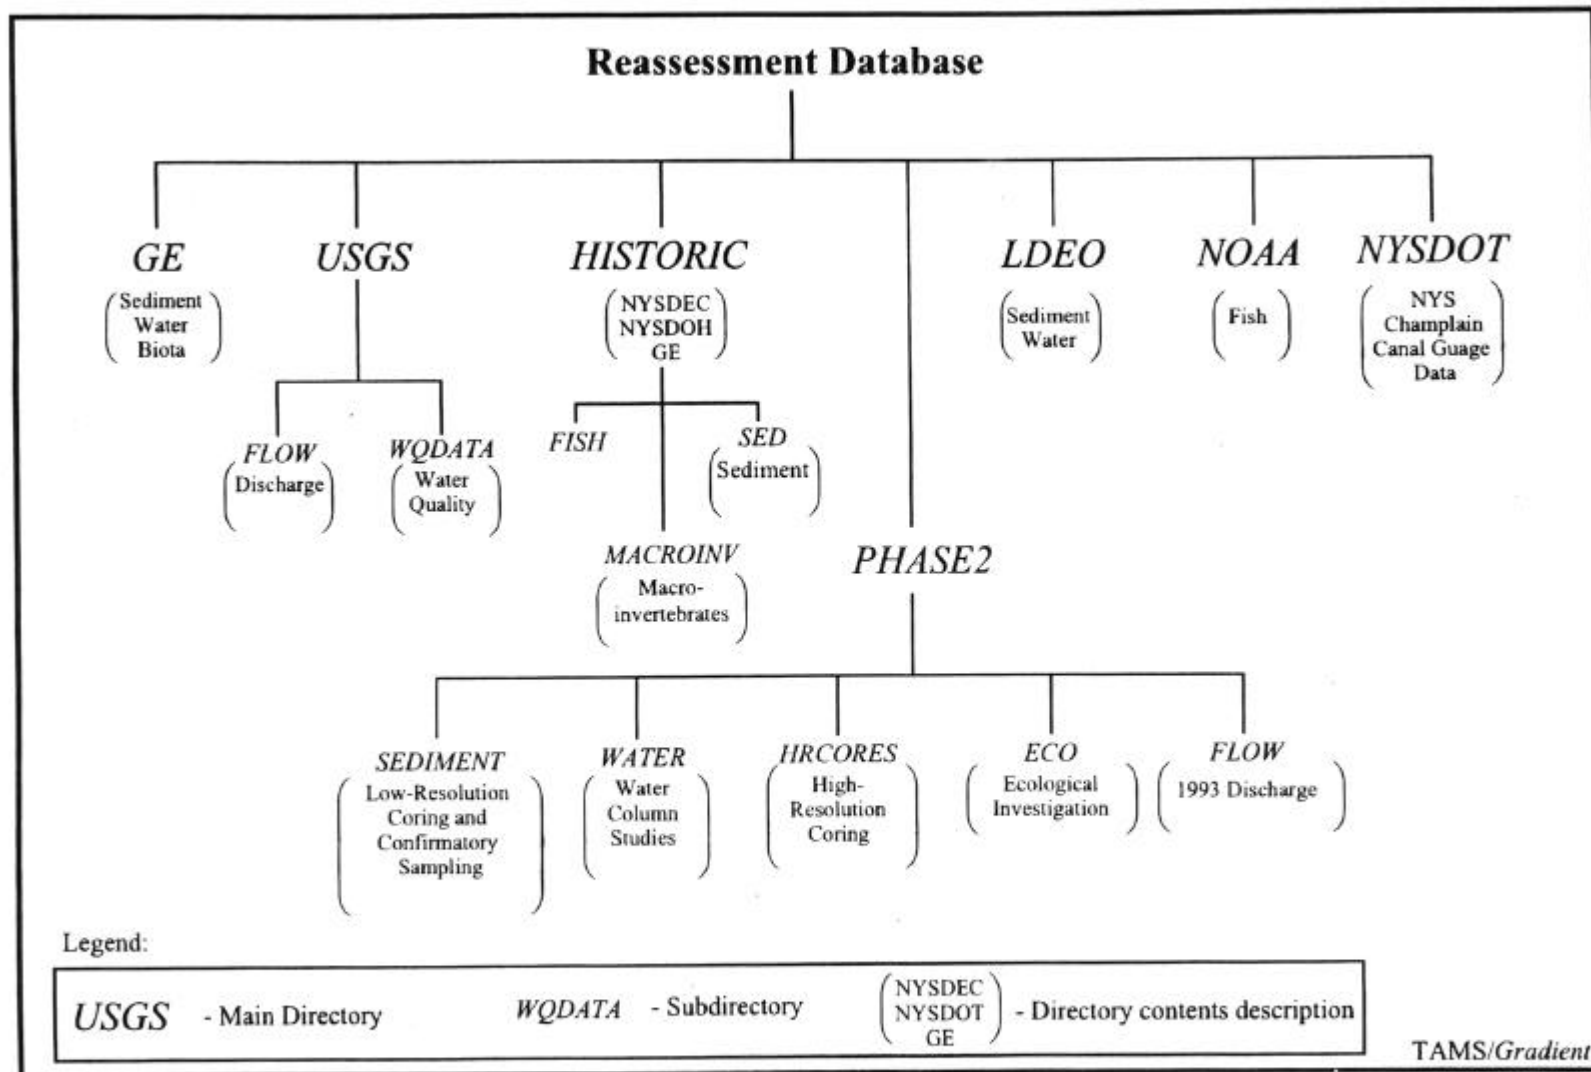 Reassessment Database
GE
(Sediment
Water
Biota)
USGS
HISTORIC
(NYSDEC
NYSDOH
GE)
LDEO
(Sediment
Water)
NOAA
(Fish)
NYSDOT
(NYS
Champlain
Canal Guage
Data)
FLOW
(Discharge)
WQDATA
(Water
Quality)
FISH
SED
(Sediment)
MACROINV
(Macro-
invertebrates)
PHASE2
SEDIMENT
(Low-Resolution
Coring and
Confirmatory
Sampling)
WATER
(Water
Column
Studies)
HRCORES
(High-
Resolution
Coring)
ECO
(Ecological
Investigation)
FLOW
(1993 Discharge)
Legend:
USGS - Main Directory
WQDATA - Subdirectory
(NYSDEC
NYSDOT
GE) - Directory contents description
TAMS/Gradient